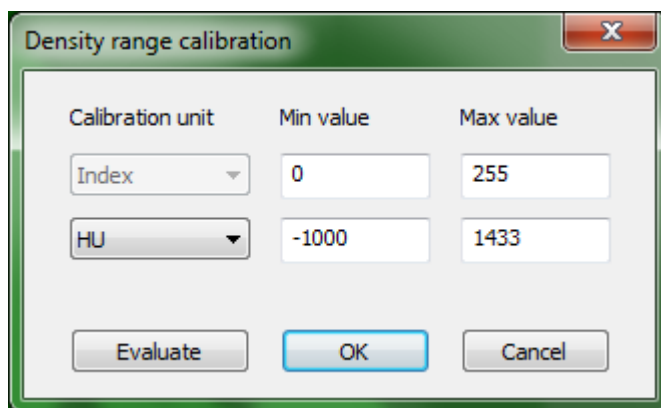 Density range calibration
Calibration unit Min value Max value
Index 0 255
HU -1000 1433
Evaluate OK Cancel